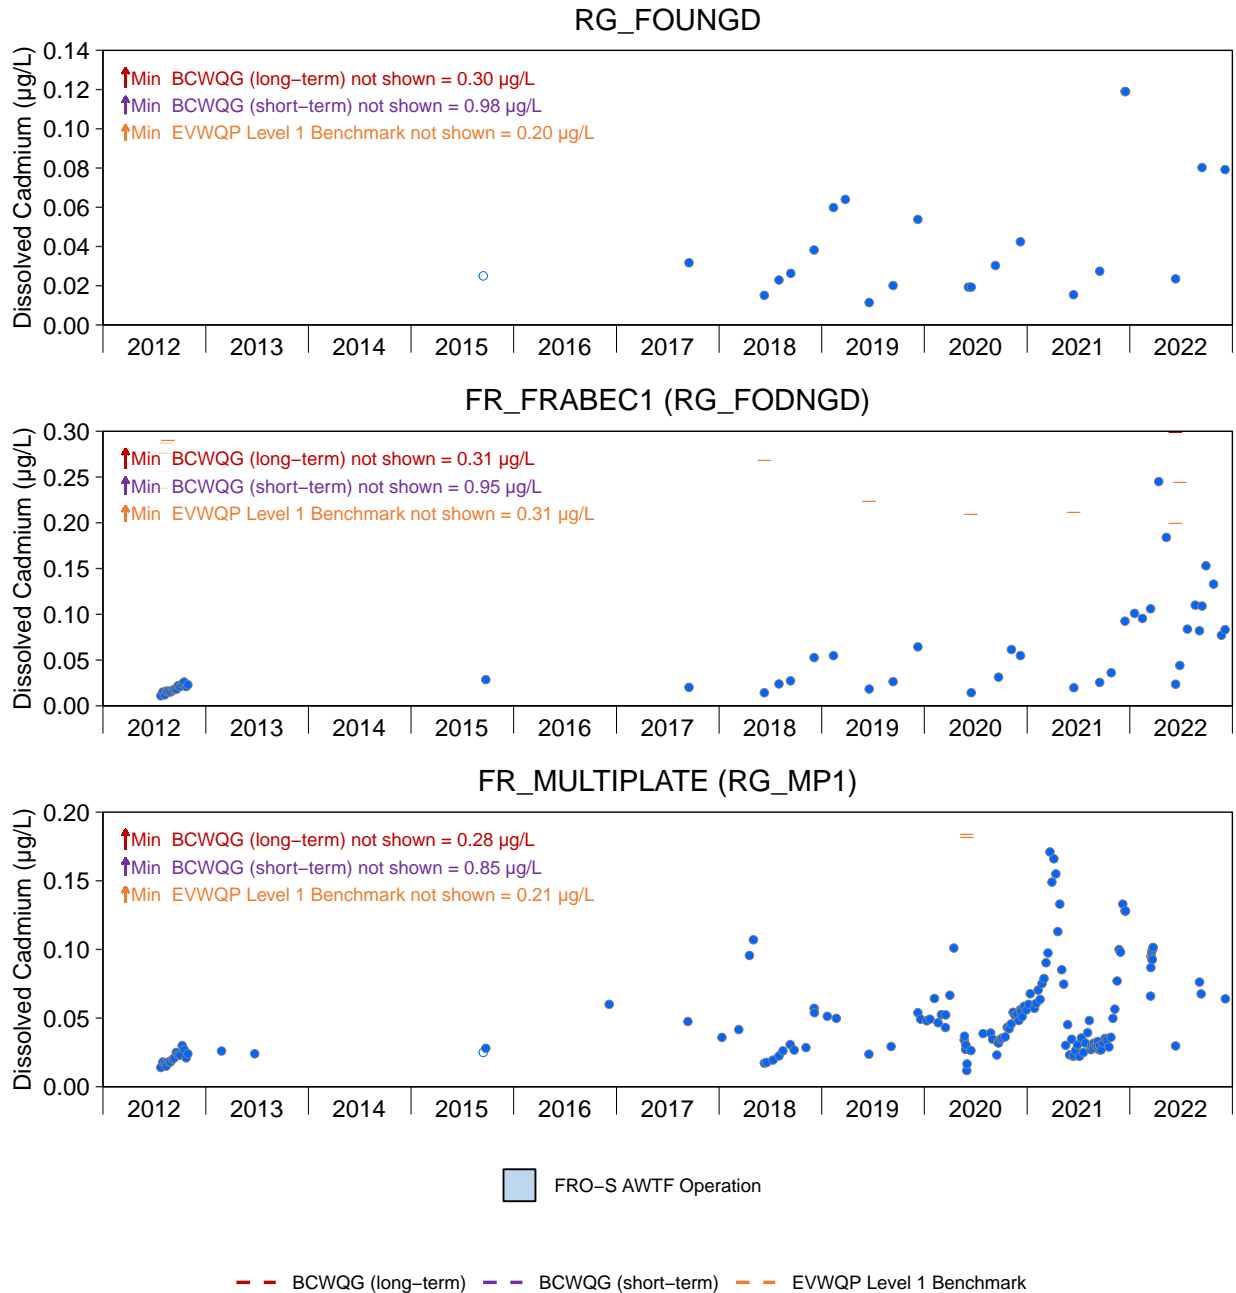 RG_FOUNGD
Dissolved Cadmium (µg/L)
0.14
0.12
0.10
0.08
0.06
0.04
0.02
0.00
Min BCWQG (long−term) not shown = 0.30 µg/L
Min BCWQG (short−term) not shown = 0.98 µg/L
Min EVWQP Level 1 Benchmark not shown = 0.20 µg/L
2012 2013 2014 2015 2016 2017 2018 2019 2020 2021 2022
FR_FRABEC1 (RG_FODNGD)
Dissolved Cadmium (µg/L)
0.30
0.25
0.20
0.15
0.10
0.05
0.00
Min BCWQG (long−term) not shown = 0.31 µg/L
Min BCWQG (short−term) not shown = 0.95 µg/L
Min EVWQP Level 1 Benchmark not shown = 0.31 µg/L
2012 2013 2014 2015 2016 2017 2018 2019 2020 2021 2022
FR_MULTIPLATE (RG_MP1)
Dissolved Cadmium (µg/L)
0.20
0.15
0.10
0.05
0.00
Min BCWQG (long−term) not shown = 0.28 µg/L
Min BCWQG (short−term) not shown = 0.85 µg/L
Min EVWQP Level 1 Benchmark not shown = 0.21 µg/L
2012 2013 2014 2015 2016 2017 2018 2019 2020 2021 2022
FRO−S AWTF Operation
BCWQG (long−term) BCWQG (short−term) EVWQP Level 1 Benchmark